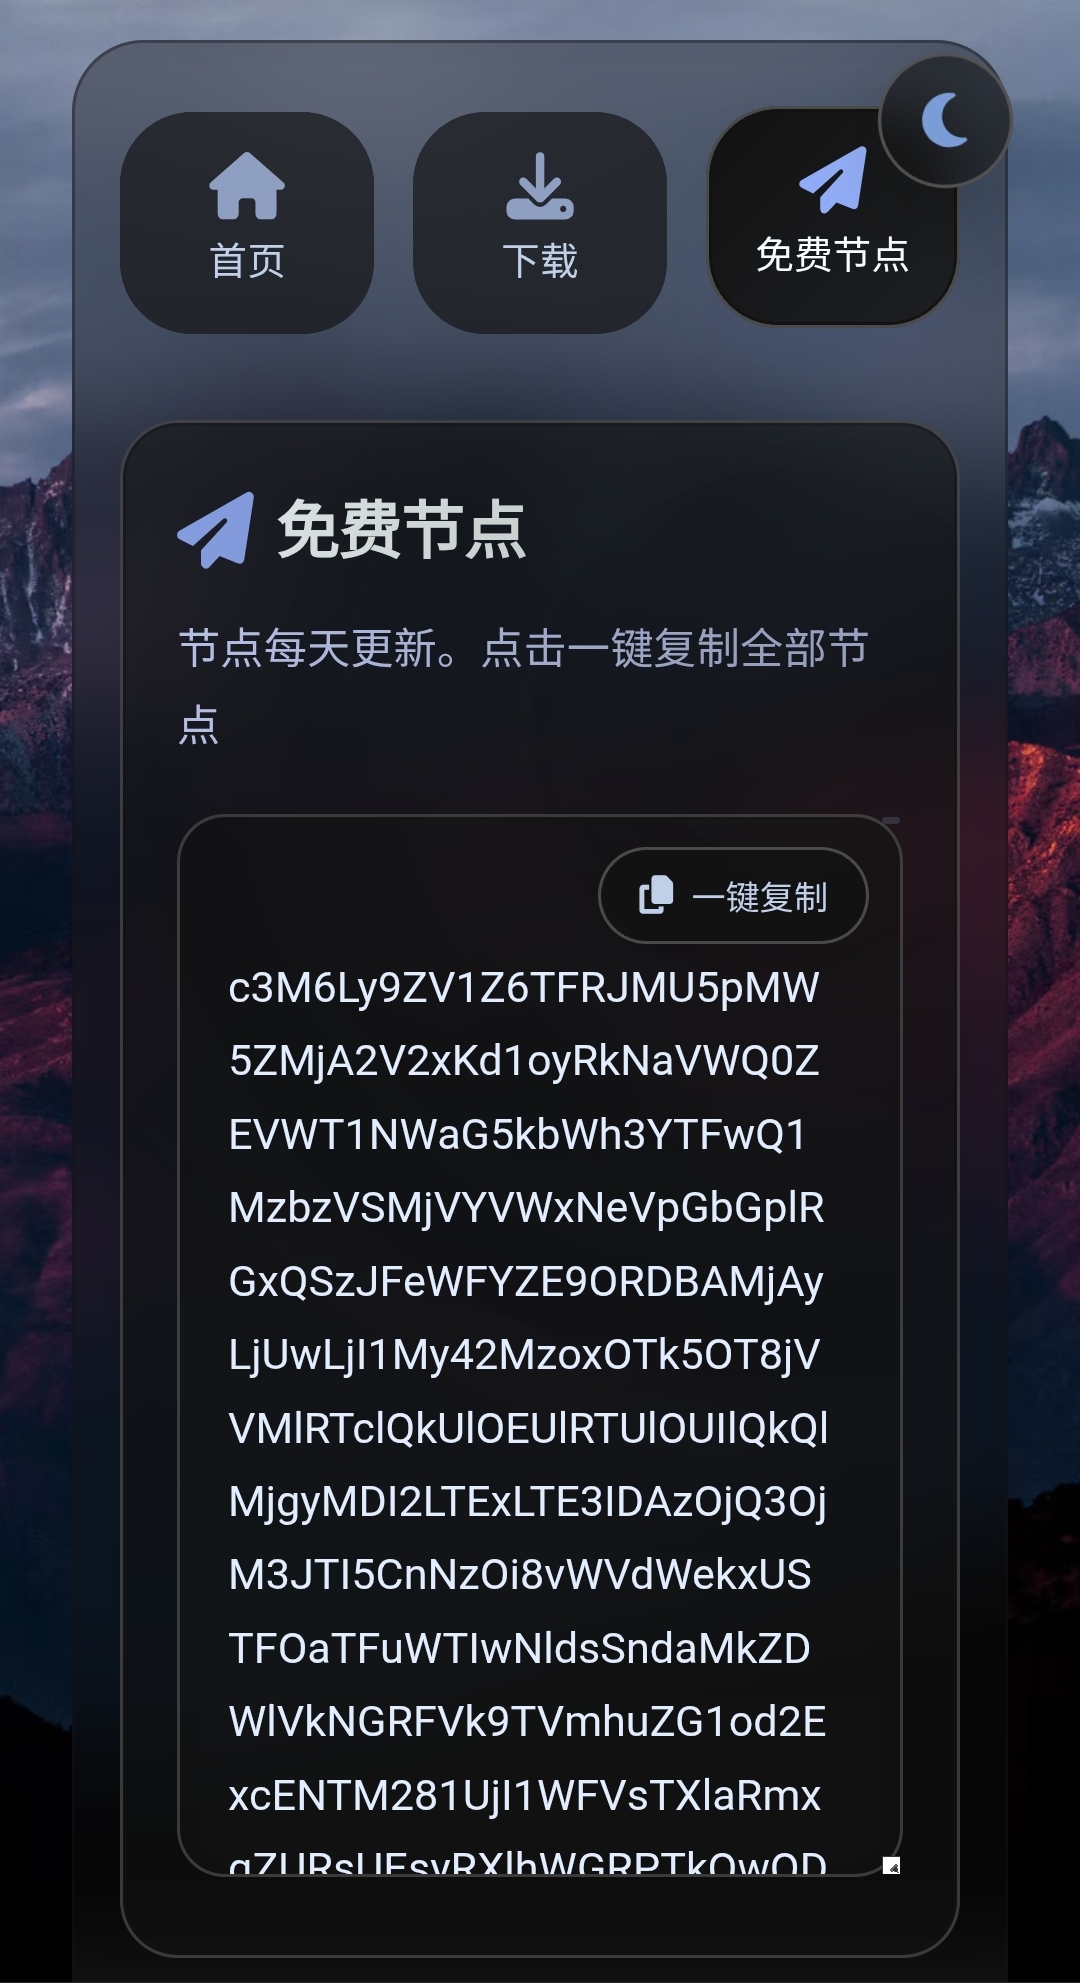 首页
下载
免费节点
免费节点
节点每天更新。点击一键复制全部节
点
一键复制
c3M6Ly9ZV1Z6TFRJMU5pMW
5ZMjA2V2xKd1oyRkNaVWQ0Z
EVWT1NWaG5kbWh3YTFwQ1
MzbzVSMjVYVWxNeVpGbGplR
GxQSzJFeWFYZE9ORDBAMjAy
LjUwLjI1My42MzoxOTk5OT8jV
VMlRTclQkUlOEUlRTUlOUIlQkQl
MjgyMDI2LTExLTE3IDAzOjQ3Oj
M3JTI5CnNzOi8vWVdWekxUS
TFOaTFuWTIwNldsSndaMkZD
WlVkNGRFVk9TVmhuZG1od2E
xcENTM281UjI1WFVsTXlaRmx